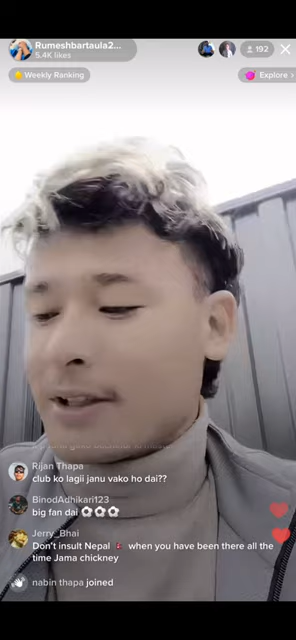 Rumeshbartaula2...
5.4K likes
192
Weekly Ranking
Explore
Rijan Thapa
club ko lagii janu vako ho dai??
BinodAdhikari123
big fan dai ⚽⚽⚽
Jerry_Bhai
Don't insult Nepal 🇳🇵 when you have been there all the
time Jama chickney
nabin thapa joined